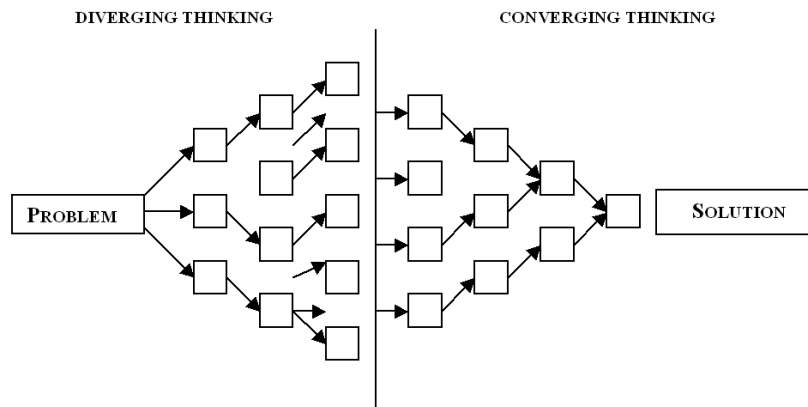 DIVERGING THINKING
CONVERGING THINKING
PROBLEM
SOLUTION